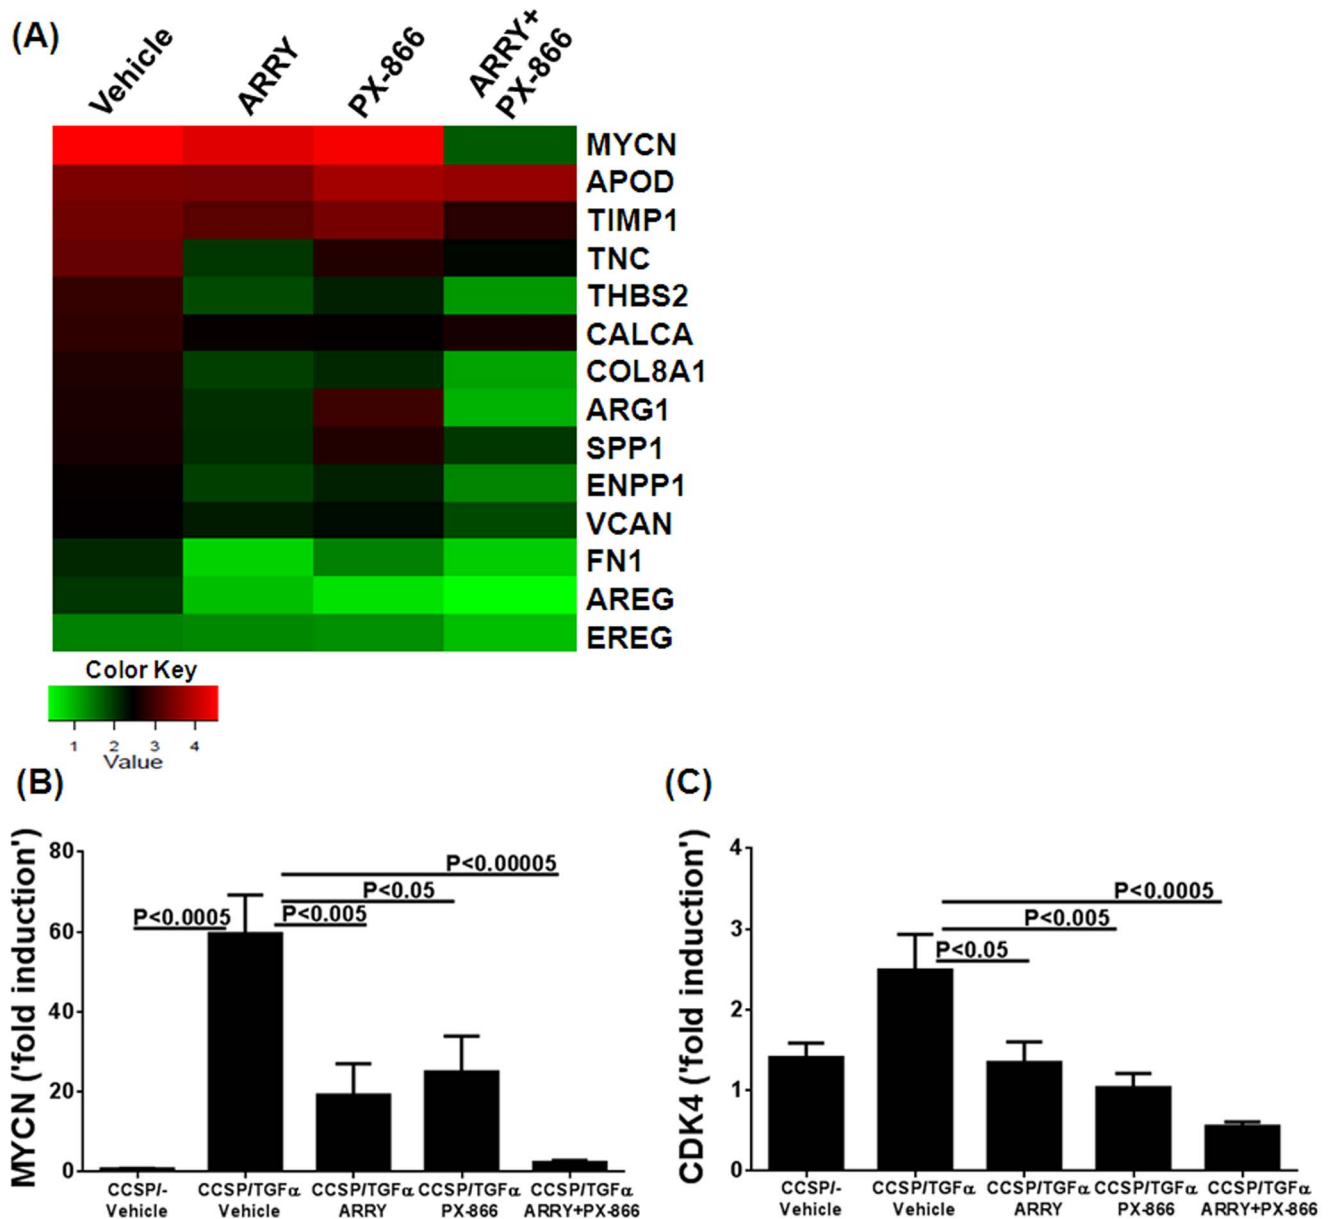 (A)
Vehicle
ARRY
PX-866
ARRY+
PX-866
MYCN
APOD
TIMP1
TNC
THBS2
CALCA
COL8A1
ARG1
SPP1
ENPP1
VCAN
FN1
AREG
EREG
Color Key
1 2 3 4
Value
(B)
MYCN ('fold induction')
80
60
40
20
0
P<0.00005
P<0.05
P<0.0005
P<0.005
CCSP/- CCSP/TGFα CCSP/TGFα CCSP/TGFα CCSP/TGFα
Vehicle Vehicle ARRY PX-866 ARRY+PX-866
(C)
CDK4 ('fold induction')
4
3
2
1
0
P<0.0005
P<0.005
P<0.05
CCSP/- CCSP/TGFα CCSP/TGFα CCSP/TGFα CCSP/TGFα
Vehicle Vehicle ARRY PX-866 ARRY+PX-866